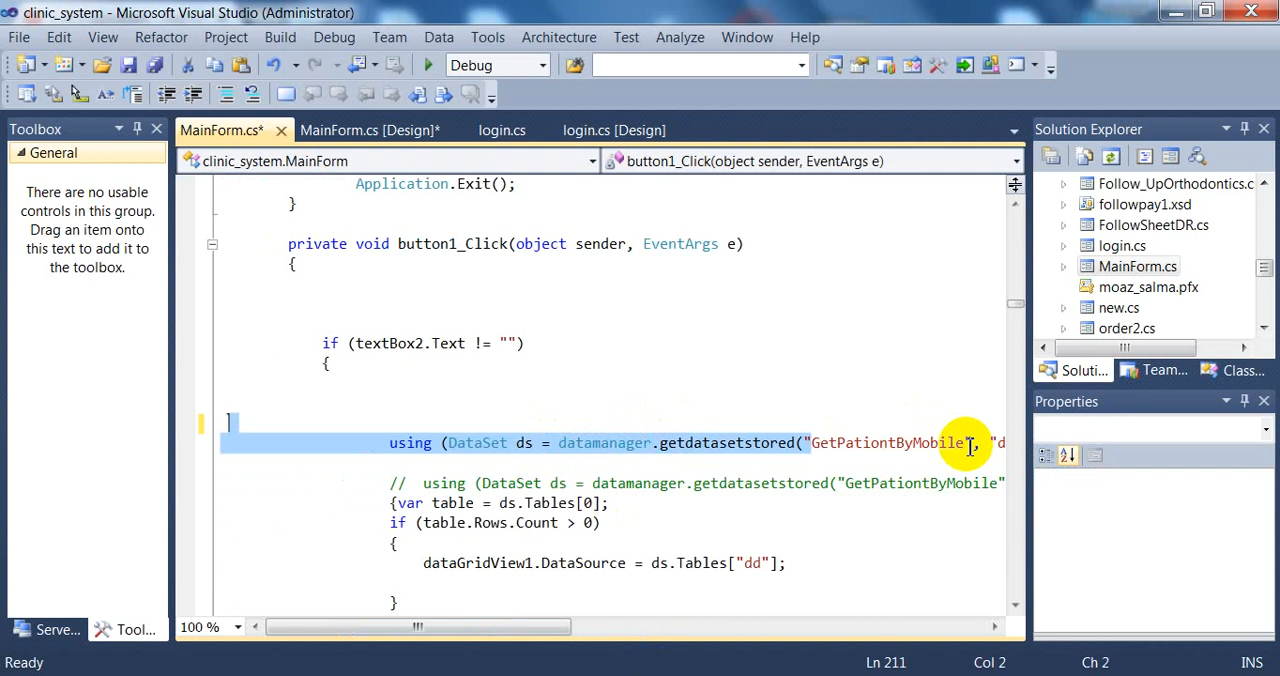 clinic_system - Microsoft Visual Studio (Administrator)
File Edit View Refactor Project Build Debug Team Data Tools Architecture Test Analyze Window Help
Debug
Toolbox
MainForm.cs* MainForm.cs [Design]* login.cs login.cs [Design]
Solution Explorer
General
clinic_system.MainForm button1_Click(object sender, EventArgs e)
There are no usable
controls in this group.
Drag an item onto
this text to add it to
the toolbox.
Application.Exit();
}
private void button1_Click(object sender, EventArgs e)
{
if (textBox2.Text != "")
{
using (DataSet ds = datamanager.getdatasetstored("GetPationtByMobile", "d
// using (DataSet ds = datamanager.getdatasetstored("GetPationtByMobile"
{var table = ds.Tables[0];
if (table.Rows.Count > 0)
{
dataGridView1.DataSource = ds.Tables["dd"];
}
Follow_UpOrthodontics.c
followpay1.xsd
FollowSheetDR.cs
login.cs
MainForm.cs
moaz_salma.pfx
new.cs
order2.cs
Soluti... Team... Class...
Properties
Serve... Tool...
100 %
Ready Ln 211 Col 2 Ch 2 INS